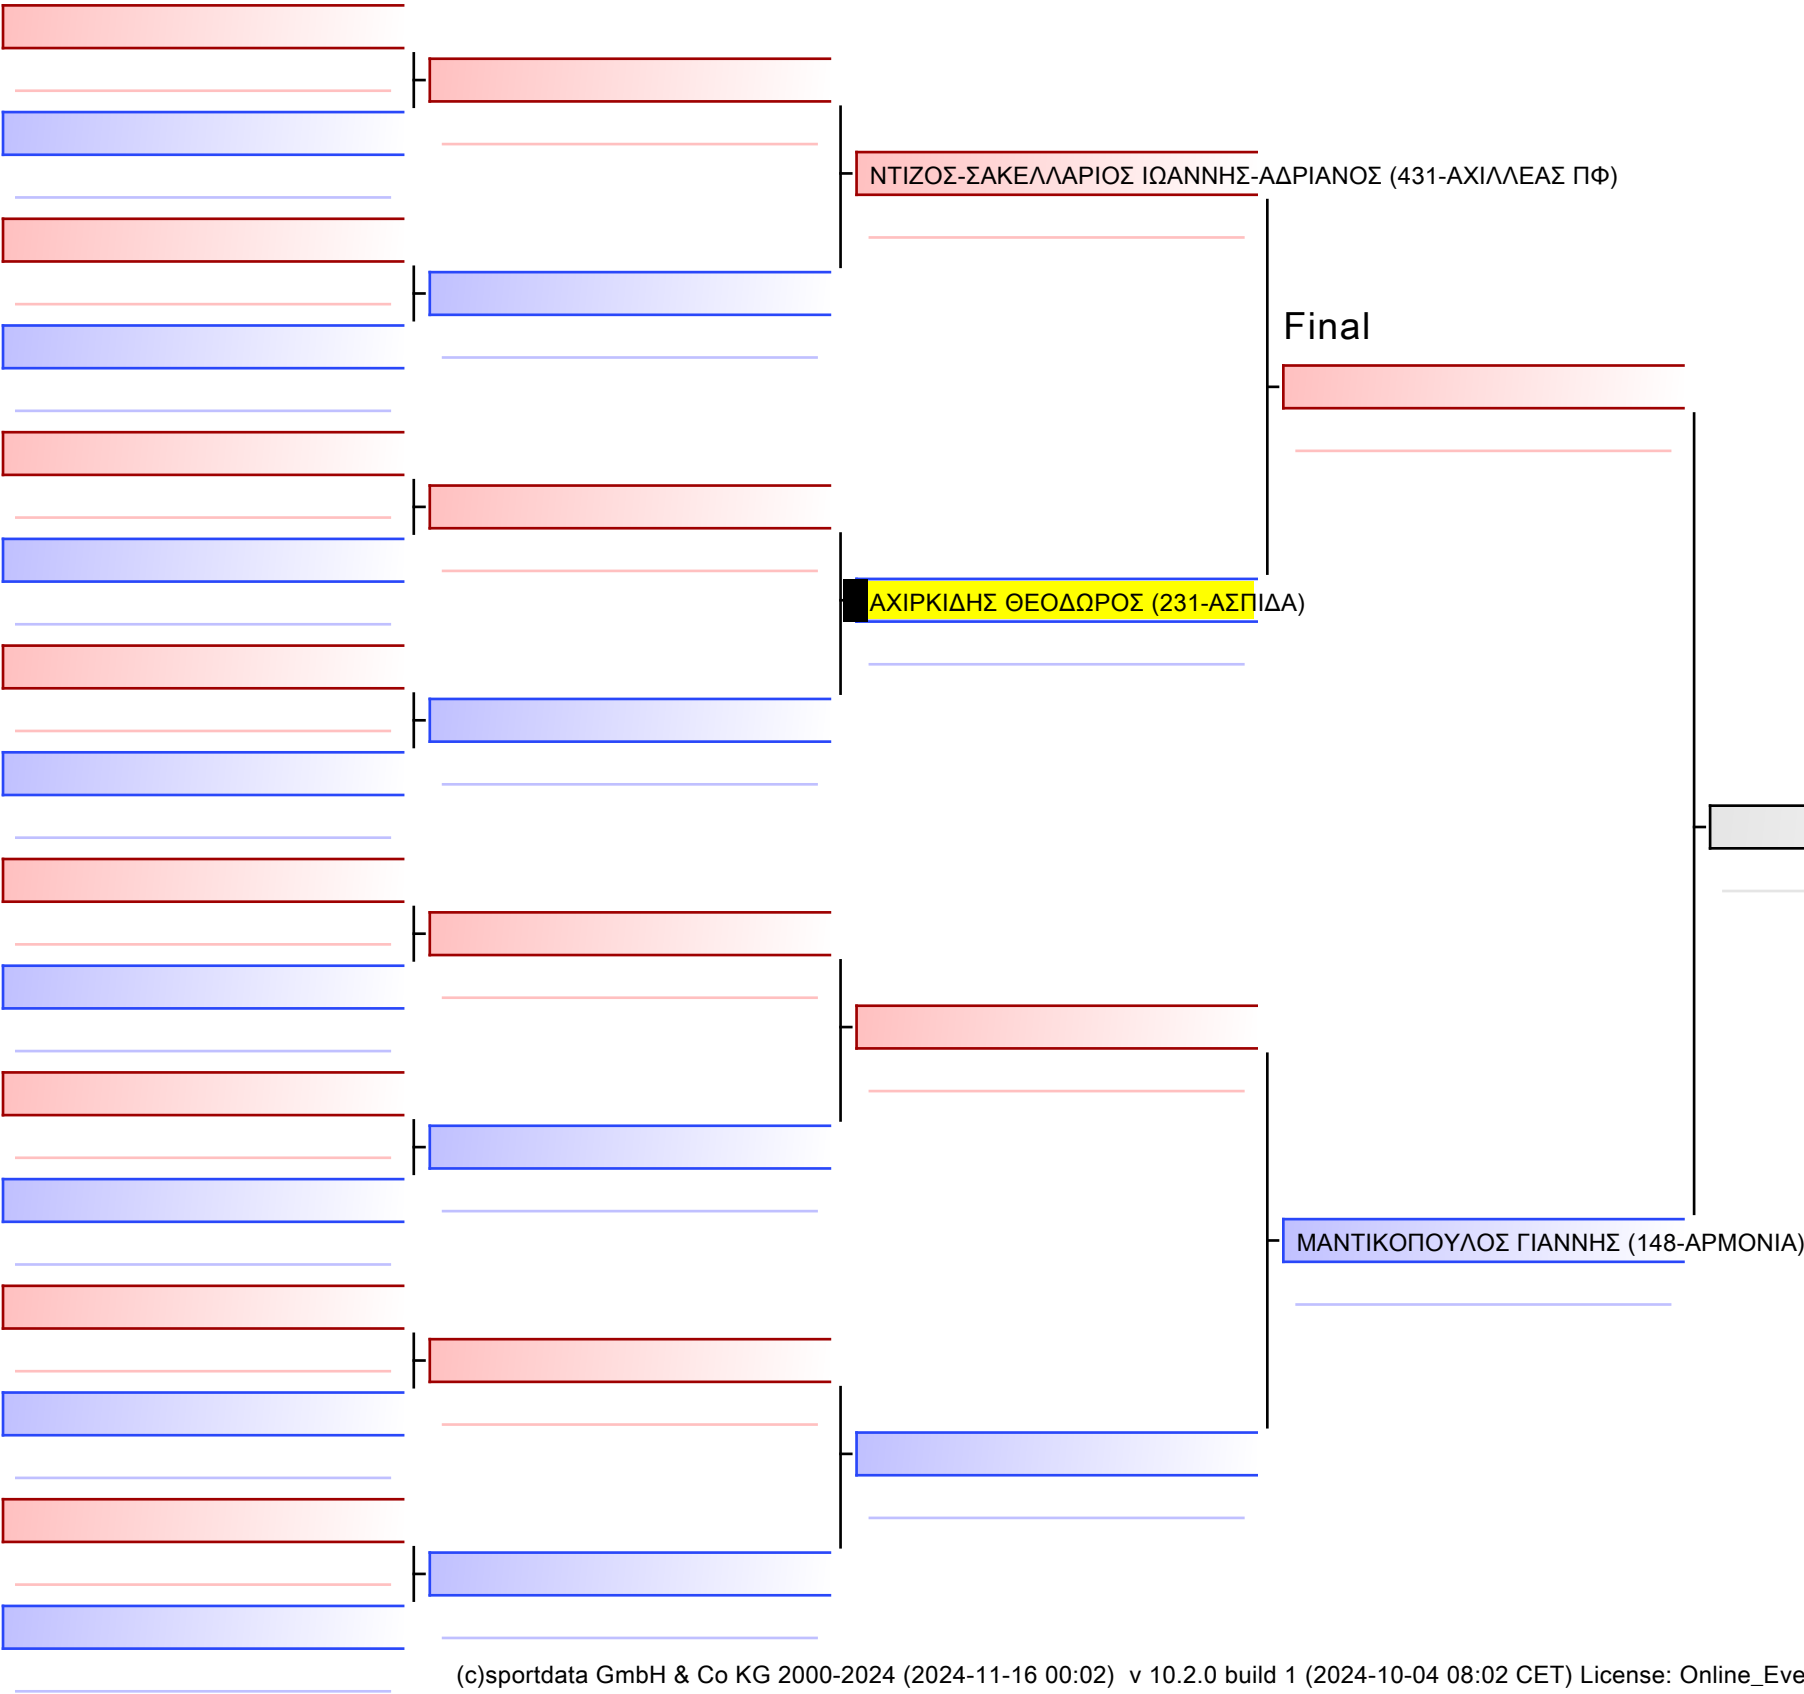 ΝΤΙΖΟΣ-ΣΑΚΕΛΛΑΡΙΟΣ ΙΩΑΝΝΗΣ-ΑΔΡΙΑΝΟΣ (431-ΑΧΙΛΛΕΑΣ ΠΦ)
Final
ΑΧΙΡΚΙΔΗΣ ΘΕΟΔΩΡΟΣ (231-ΑΣΠΙΔΑ)
ΜΑΝΤΙΚΟΠΟΥΛΟΣ ΓΙΑΝΝΗΣ (148-ΑΡΜΟΝΙΑ)
(c)sportdata GmbH & Co KG 2000-2024 (2024-11-16 00:02) v 10.2.0 build 1 (2024-10-04 08:02 CET) License: Online_Eve